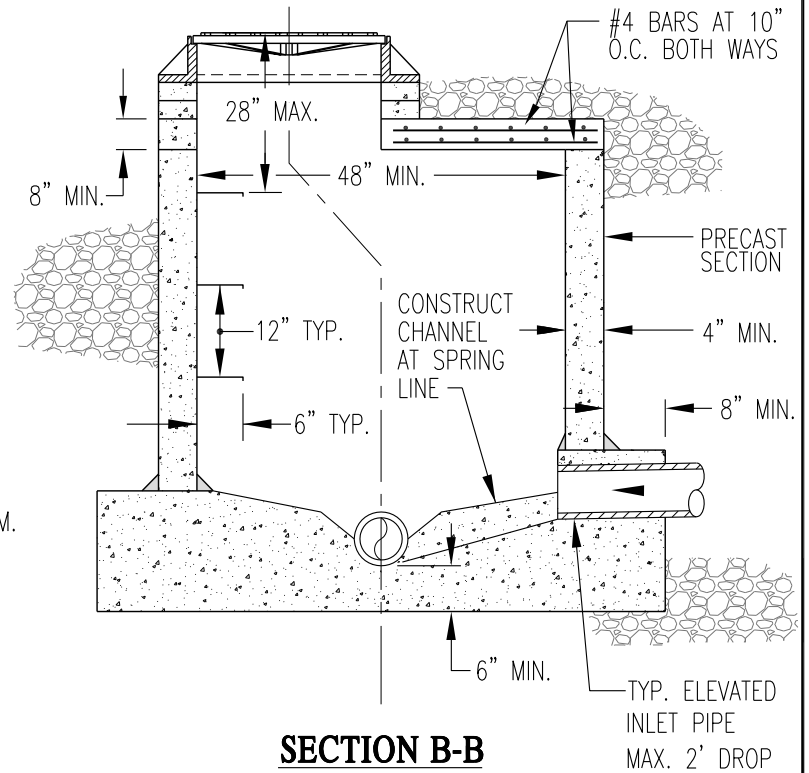 #4 BARS AT 10”
O.C. BOTH WAYS
28” MAX.
8” MIN.
48” MIN.
PRECAST
SECTION
CONSTRUCT
CHANNEL
AT SPRING
LINE
12” TYP.
4” MIN.
6” TYP.
8” MIN.
M.
6” MIN.
TYP. ELEVATED
INLET PIPE
MAX. 2’ DROP
SECTION B-B